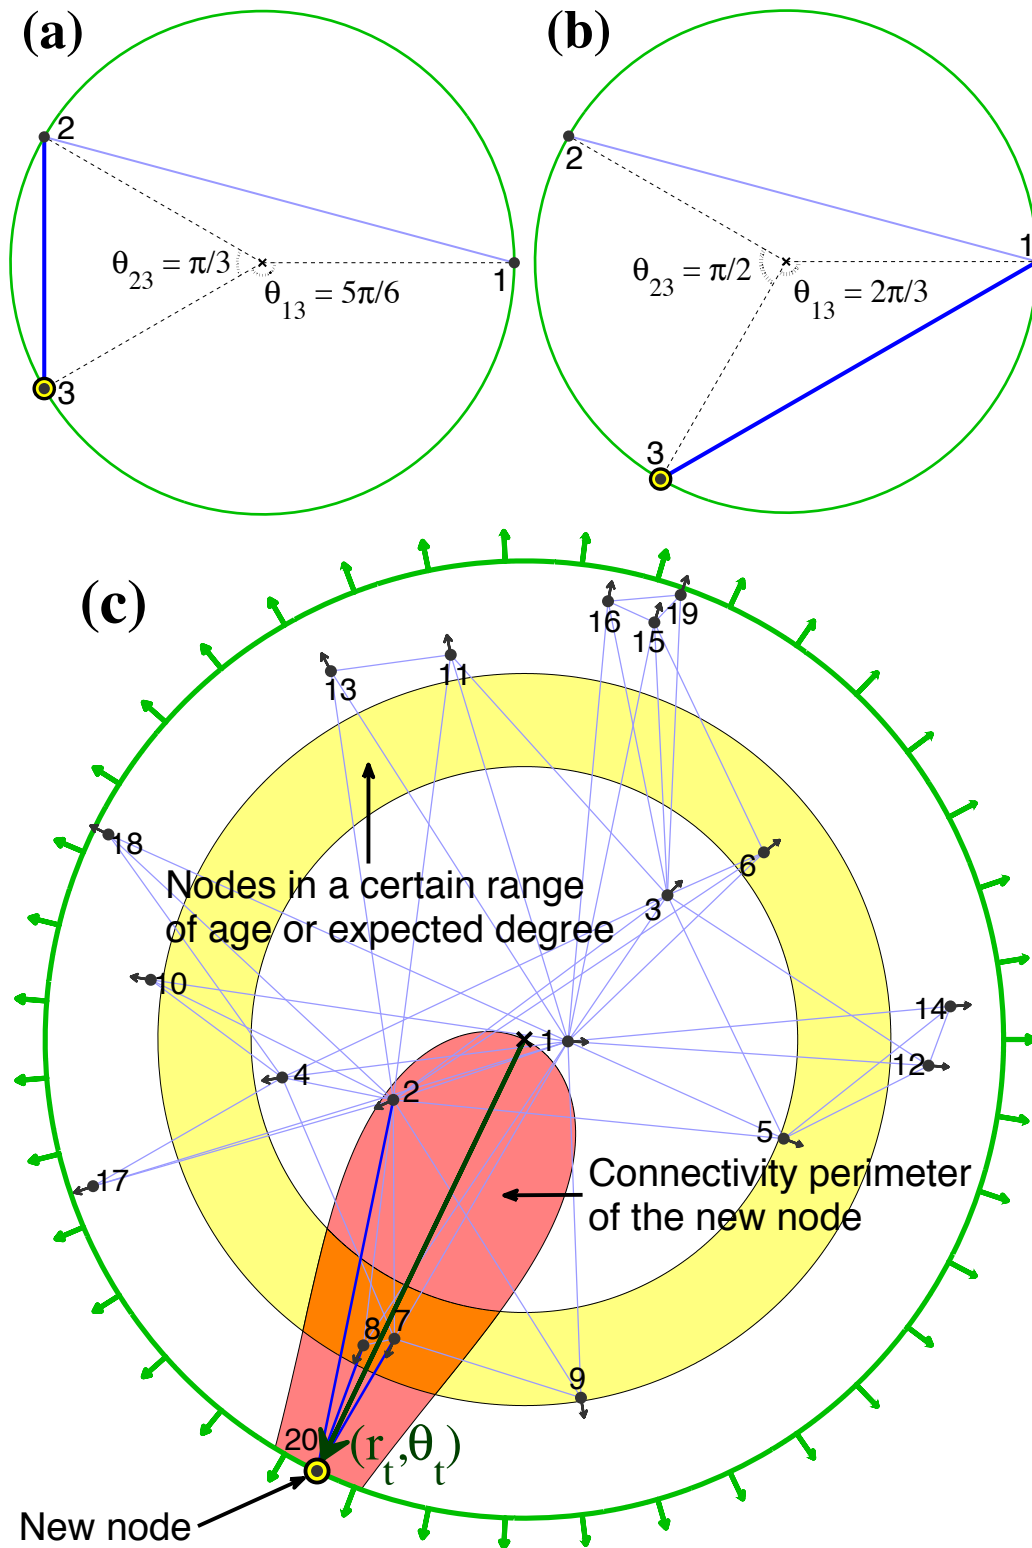 (a)
(b)
2
θ23 = π/3
θ13 = 5π/6
1
3
2
θ23 = π/2
θ13 = 2π/3
1
3
(c)
16
15
19
13
11
18
6
3
Nodes in a certain range
of age or expected degree
10
14
1
12
4
2
5
17
Connectivity perimeter
of the new node
8
7
9
20
(rt,θt)
New node